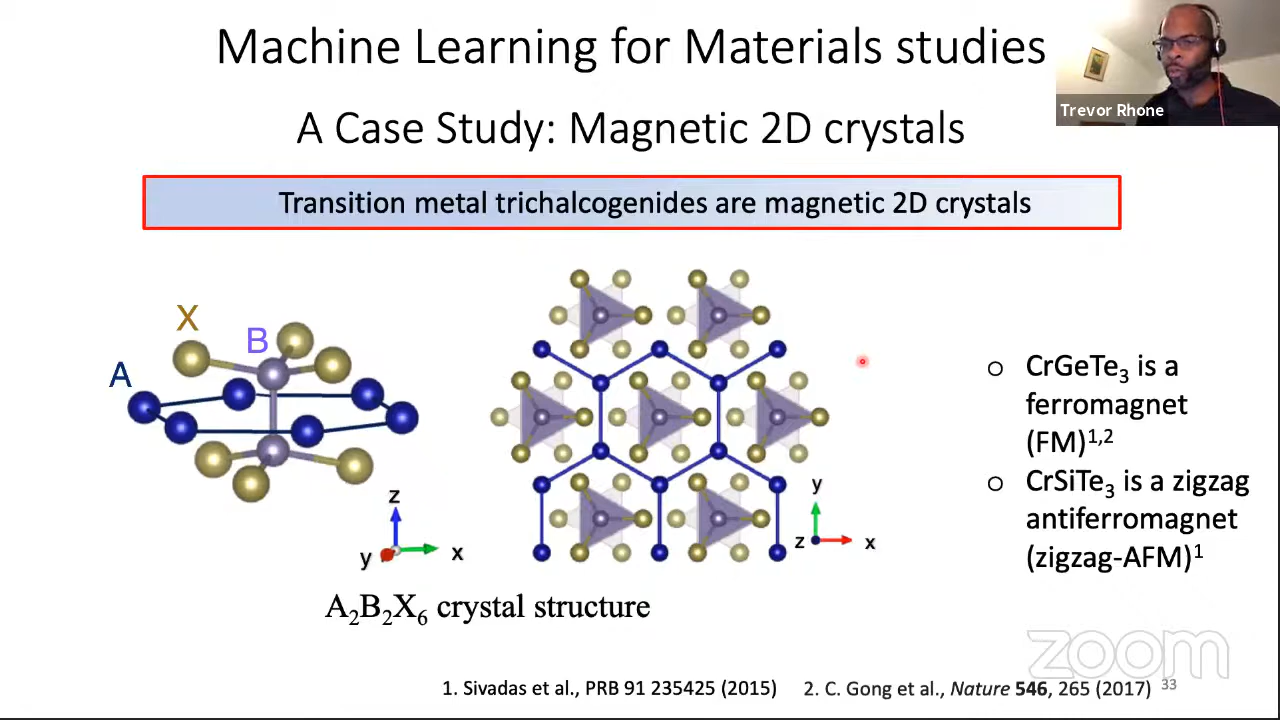 Machine Learning for Materials studies
Trevor Rhone
A Case Study: Magnetic 2D crystals
Transition metal trichalcogenides are magnetic 2D crystals
X
B
A
z
y
x
y
z
x
A₂B₂X₆ crystal structure
○ CrGeTe₃ is a
ferromagnet
(FM)¹,²
○ CrSiTe₃ is a zigzag
antiferromagnet
(zigzag-AFM)¹
zoom
1. Sivadas et al., PRB 91 235425 (2015)
2. C. Gong et al., Nature 546, 265 (2017)
33